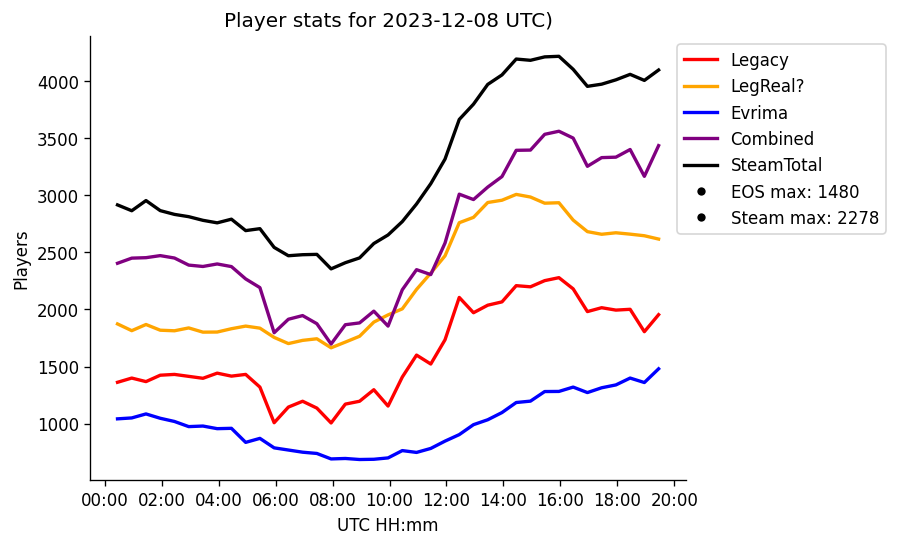 Player stats for 2023-12-08 UTC)
Legacy
LegReal?
Evrima
Combined
SteamTotal
EOS max: 1480
Steam max: 2278
Players
4000
3500
3000
2500
2000
1500
1000
00:00 02:00 04:00 06:00 08:00 10:00 12:00 14:00 16:00 18:00 20:00
UTC HH:mm